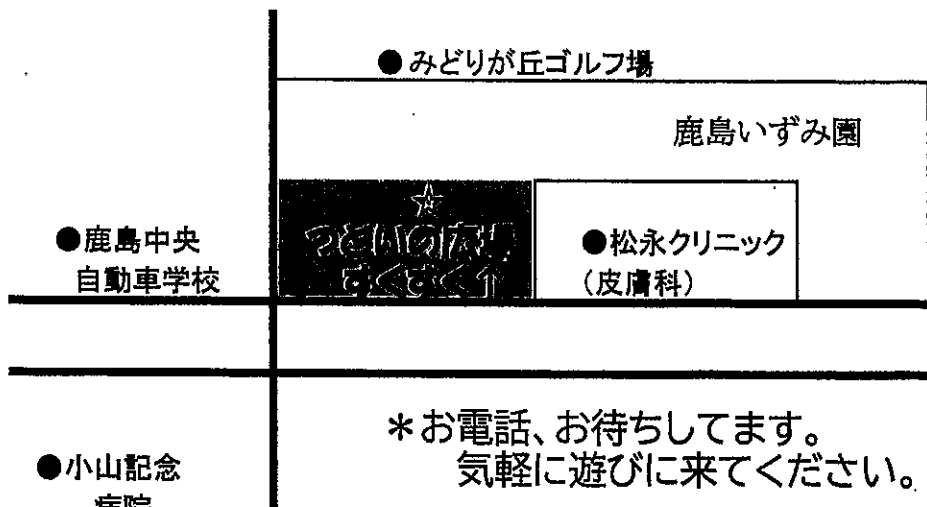 ●みどりが丘ゴルフ場
鹿島いずみ園
☆
つどいの広場
すくすく↑
●鹿島中央
自動車学校
●松永クリニック
(皮膚科)
*お電話、お待ちしてます。
気軽に遊びに来てください。
●小山記念
病院